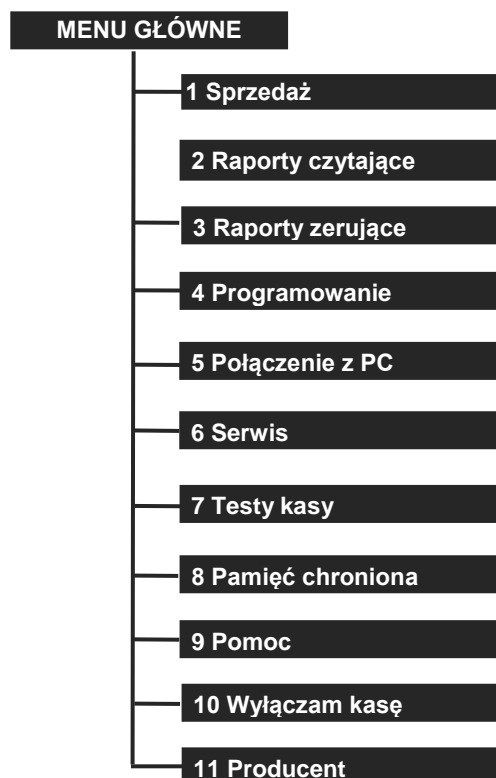 MENU GŁÓWNE
1 Sprzedaż
2 Raporty czytające
3 Raporty zerujące
4 Programowanie
5 Połączenie z PC
6 Serwis
7 Testy kasy
8 Pamięć chroniona
9 Pomoc
10 Wyłączam kasę
11 Producent